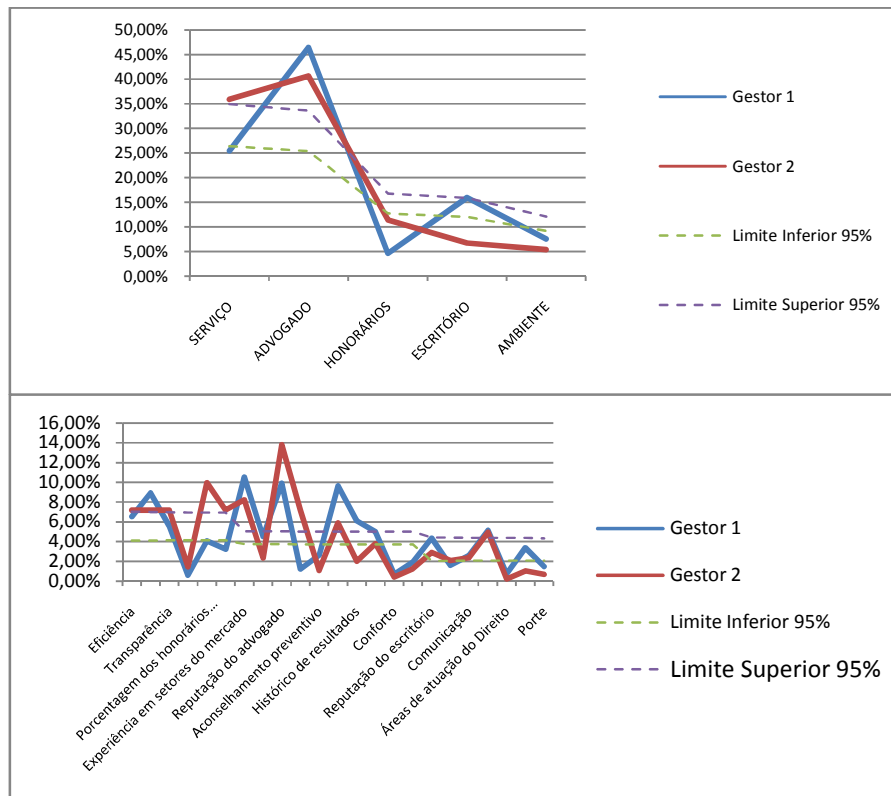 50,00%
45,00%
40,00%
35,00%
30,00%
25,00%
20,00%
15,00%
10,00%
5,00%
0,00%
SERVIÇO
ADVOGADO
HONORÁRIOS
ESCRITÓRIO
AMBIENTE
Gestor 1
Gestor 2
Limite Inferior 95%
Limite Superior 95%
16,00%
14,00%
12,00%
10,00%
8,00%
6,00%
4,00%
2,00%
0,00%
Eficiência
Transparência
Porcentagem dos honorários...
Experiência em setores do mercado
Reputação do advogado
Aconselhamento preventivo
Histórico de resultados
Conforto
Reputação do escritório
Comunicação
Áreas de atuação do Direito
Porte
Gestor 1
Gestor 2
Limite Inferior 95%
Limite Superior 95%